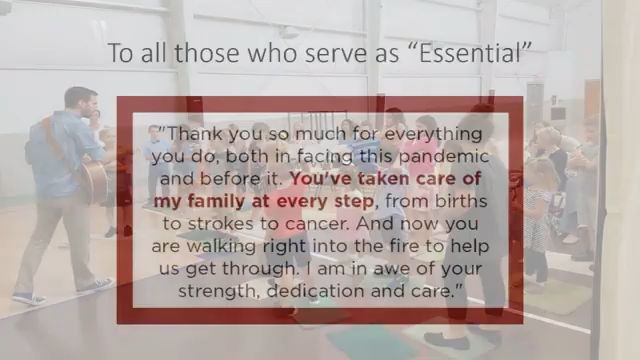 To all those who serve as “Essential”
"Thank you so much for everything
you do, both in facing this pandemic
and before it. You've taken care of
my family at every step, from births
to strokes to cancer. And now you
are walking right into the fire to help
us get through. I am in awe of your
strength, dedication and care."